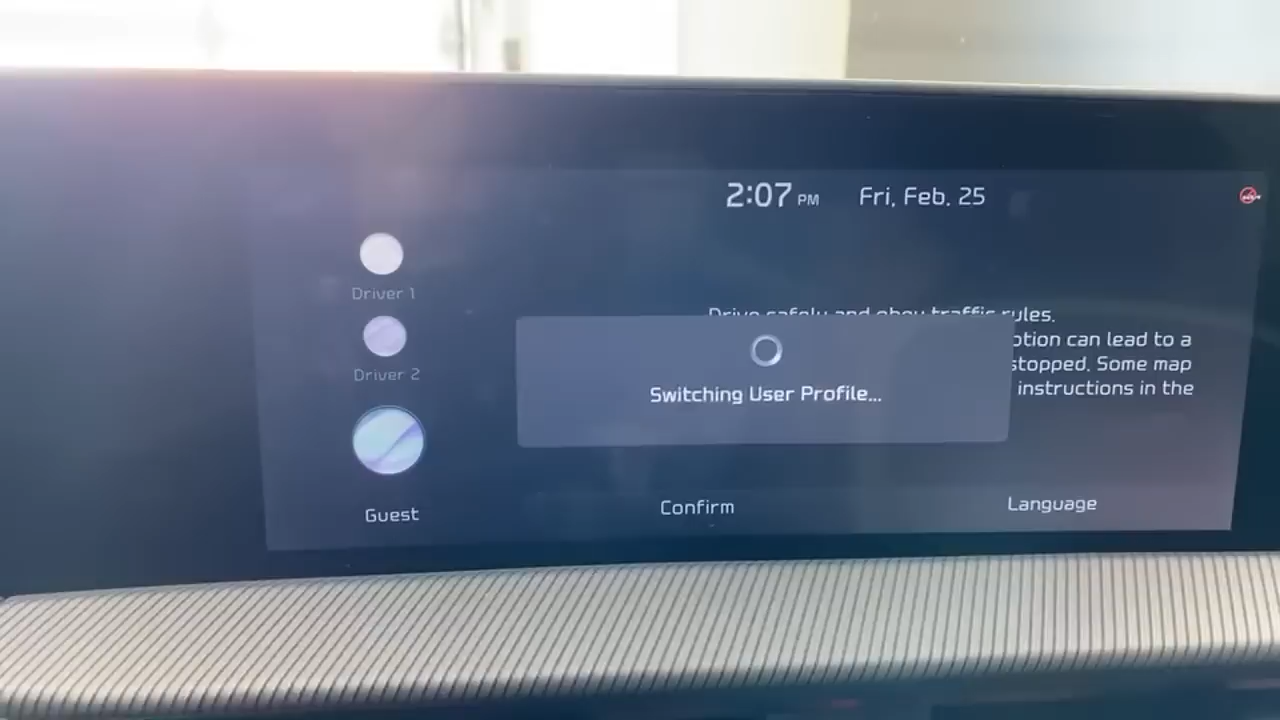 2:07 PM Fri, Feb. 25
Driver 1
Driver 2
Guest
Drive safely and obey traffic rules.
can lead to a
stopped. Some map
instructions in the
Switching User Profile...
Confirm
Language